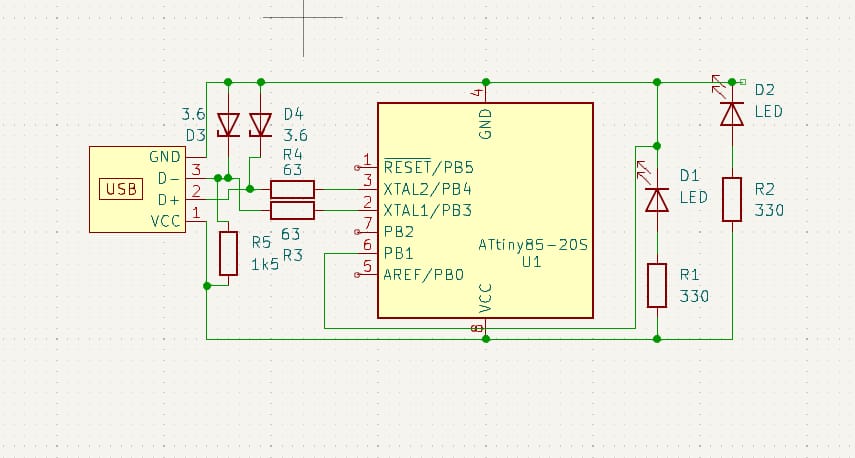 4
GND
3.6
D3
D4
3.6
R4
63
USB
GND
D-
D+
VCC
3
2
1
1
3
2
7
6
5
RESET/PB5
XTAL2/PB4
XTAL1/PB3
PB2
PB1
AREF/PB0
63
R3
R5
1k5
ATtiny85-20S
U1
VCC
8
D1
LED
R1
330
D2
LED
R2
330